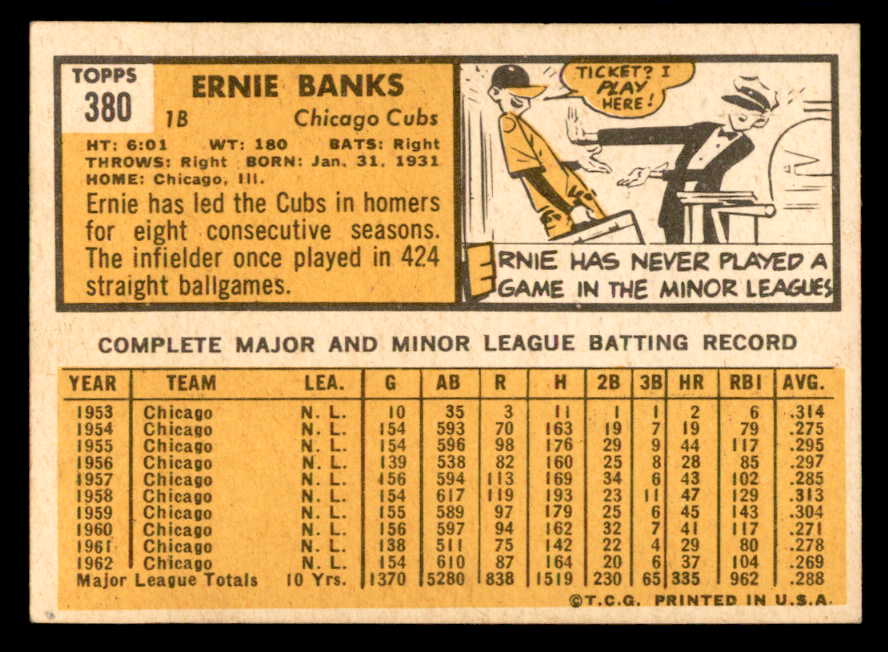 TOPPS
380
ERNIE BANKS
1B Chicago Cubs
HT: 6:01 WT: 180 BATS: Right
THROWS: Right BORN: Jan. 31, 1931
HOME: Chicago, Ill.
Ernie has led the Cubs in homers
for eight consecutive seasons.
The infielder once played in 424
straight ballgames.
TICKET? I
PLAY
HERE!
ERNIE HAS NEVER PLAYED A
GAME IN THE MINOR LEAGUES
COMPLETE MAJOR AND MINOR LEAGUE BATTING RECORD
YEAR TEAM LEA. G AB R H 2B 3B HR RBI AVG.
1953 Chicago N. L. 10 35 3 11 1 1 2 6 .314
1954 Chicago N. L. 154 593 70 163 19 7 19 79 .275
1955 Chicago N. L. 154 596 98 176 29 9 44 117 .295
1956 Chicago N. L. 139 538 82 160 25 8 28 85 .297
1957 Chicago N. L. 156 594 113 169 34 6 43 102 .285
1958 Chicago N. L. 154 617 119 193 23 11 47 129 .313
1959 Chicago N. L. 155 589 97 179 25 6 45 143 .304
1960 Chicago N. L. 156 597 94 162 32 7 41 117 .271
1961 Chicago N. L. 138 511 75 142 22 4 29 80 .278
1962 Chicago N. L. 154 610 87 164 20 6 37 104 .269
Major League Totals 10 Yrs. 1370 5280 838 1519 230 65 335 962 .288
©T.C.G. PRINTED IN U.S.A.